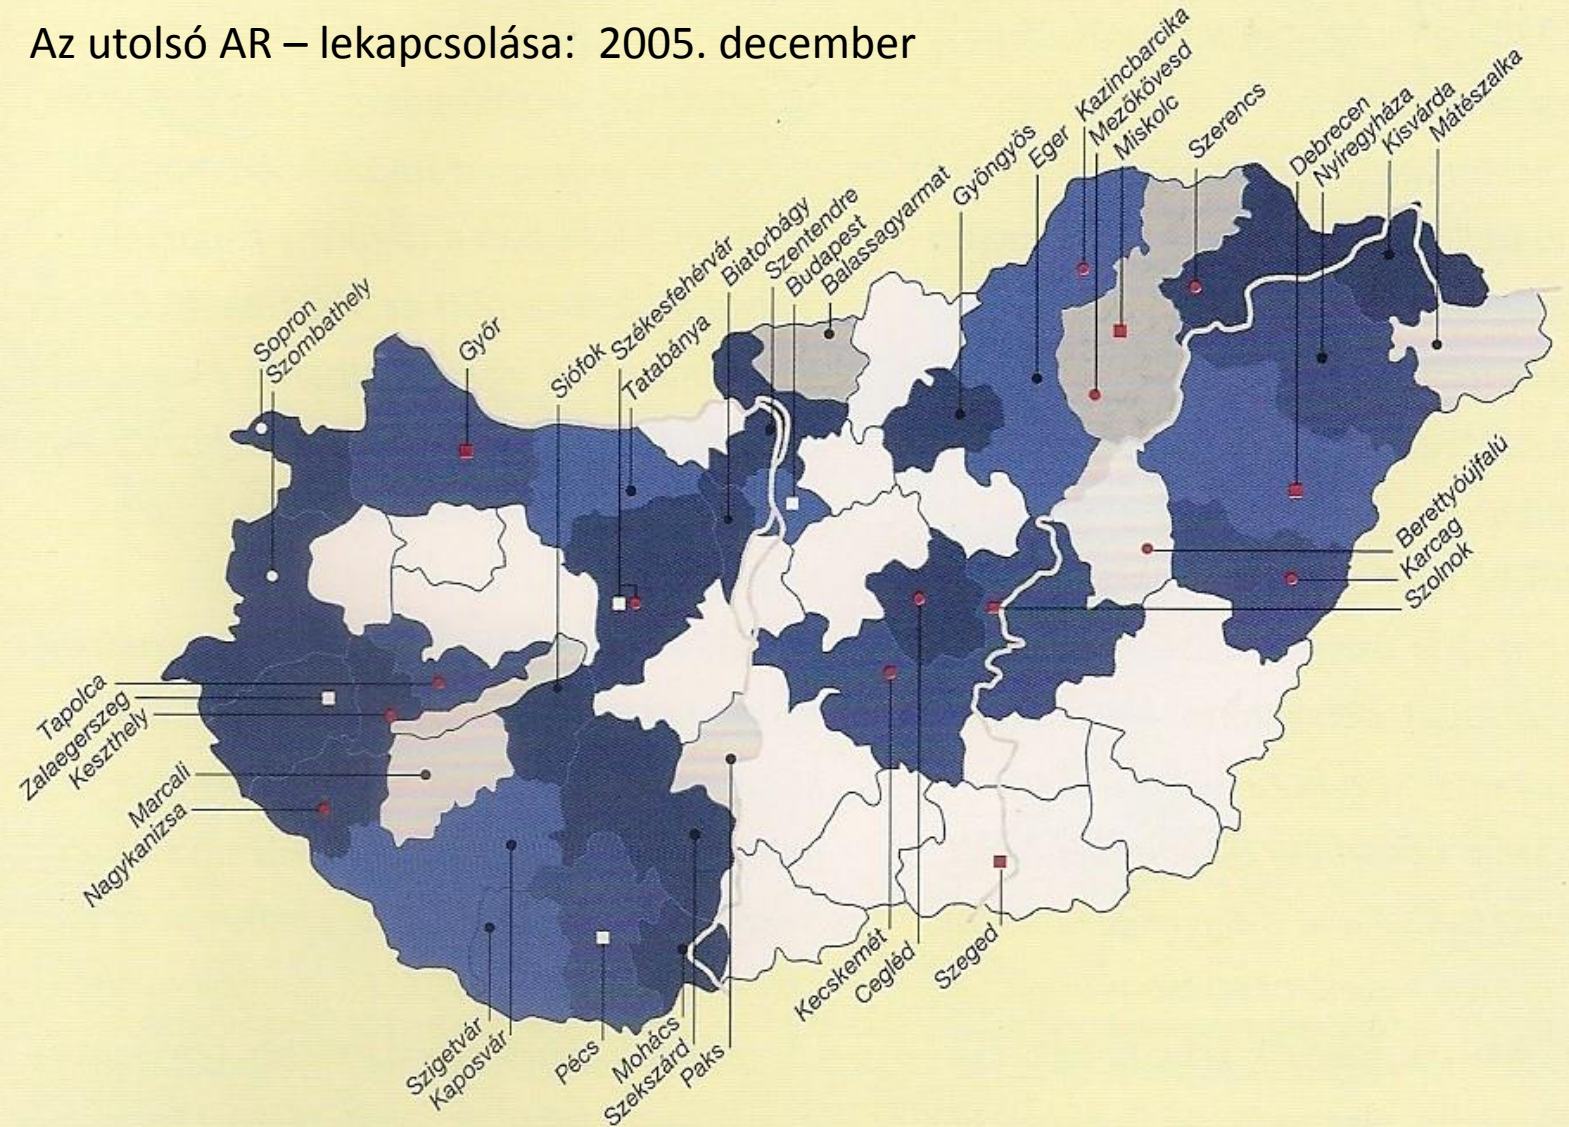 Az utolsó AR – lekapcsolása: 2005. december
Sopron
Szombathely
Győr
Siófok
Székesfehérvár
Tatabánya
Biatorbágy
Szentendre
Budapest
Balassagyarmat
Gyöngyös
Eger
Kazincbarcika
Mezőkövesd
Miskolc
Szerencs
Debrecen
Nyíregyháza
Kisvárda
Mátészalka
Berettyóújfalú
Karcag
Szolnok
Tapolca
Zalaegerszeg
Keszthely
Marcali
Nagykanizsa
Szigetvár
Kaposvár
Pécs
Mohács
Szekszárd
Paks
Kecskemét
Cegléd
Szeged